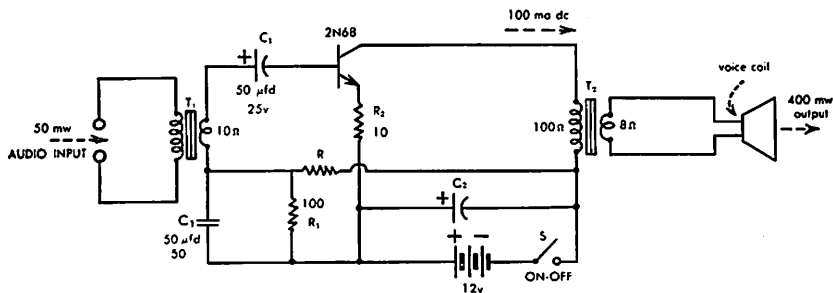 100 ma dc
C1
2N68
+
50 μfd
25v
T1
50 mw
AUDIO INPUT
10Ω
R2
10
T2
100Ω
8Ω
voice coil
400 mw
output
R
C2
+
C3
50 μfd
50
100
R1
+ −
12v
S
ON-OFF